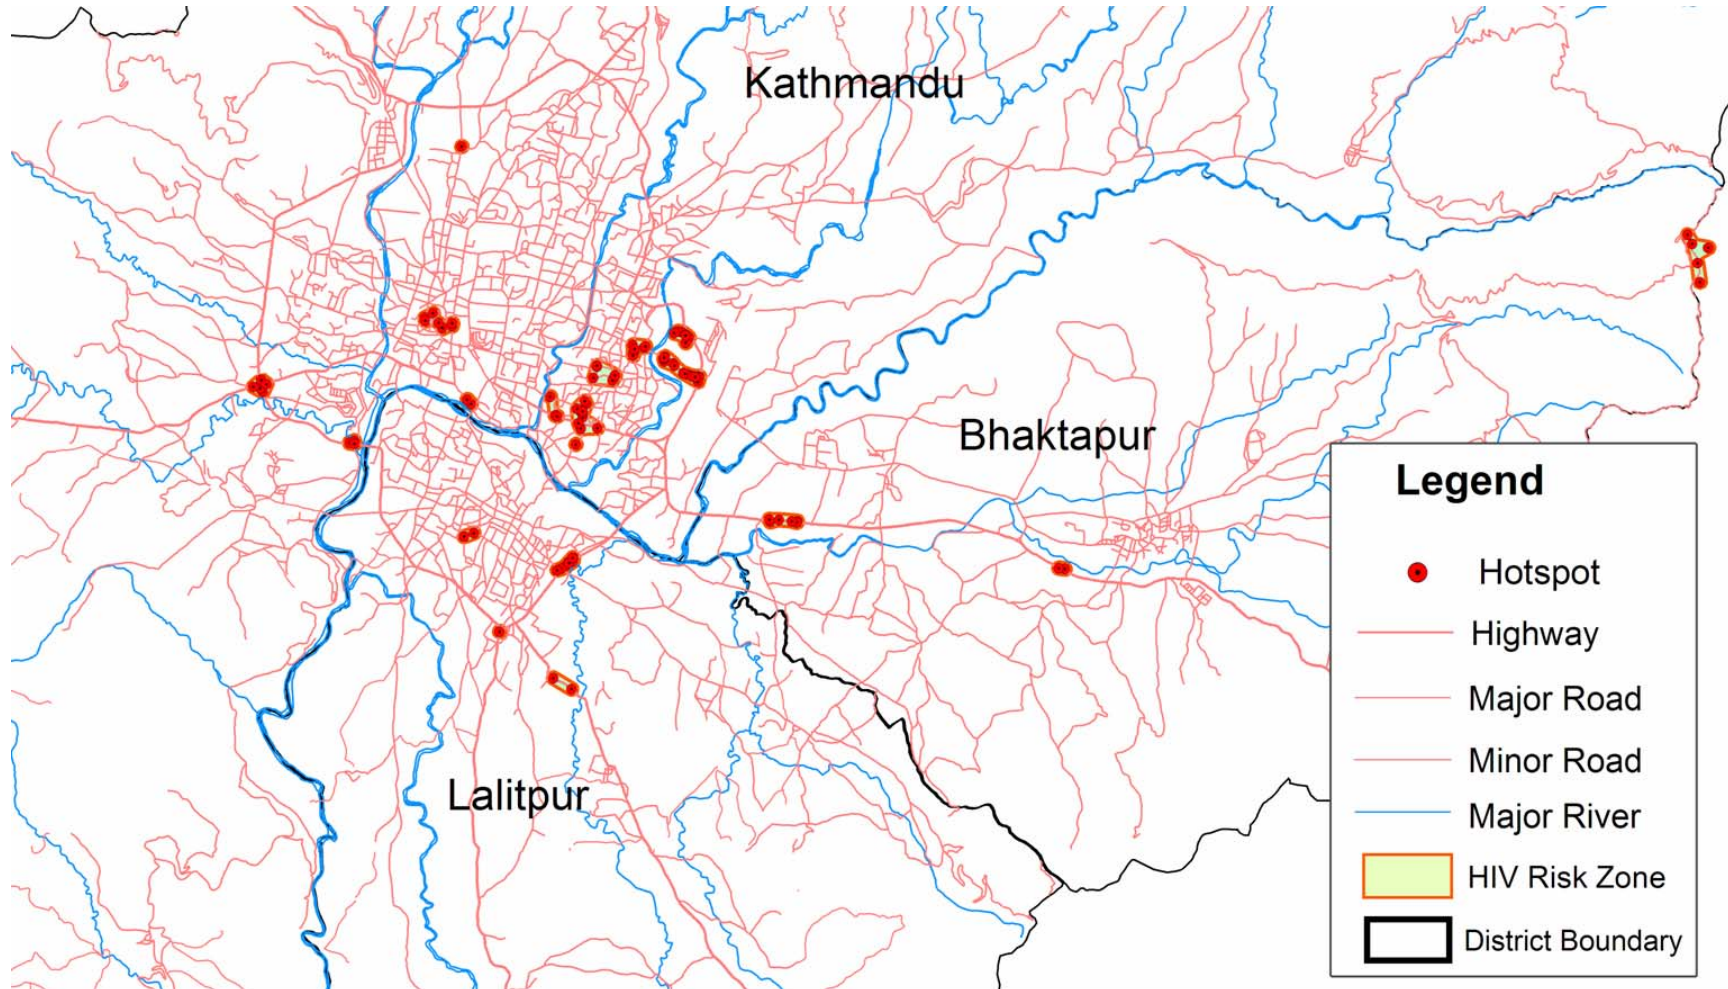 Kathmandu
Bhaktapur
Lalitpur
Legend
Hotspot
Highway
Major Road
Minor Road
Major River
HIV Risk Zone
District Boundary